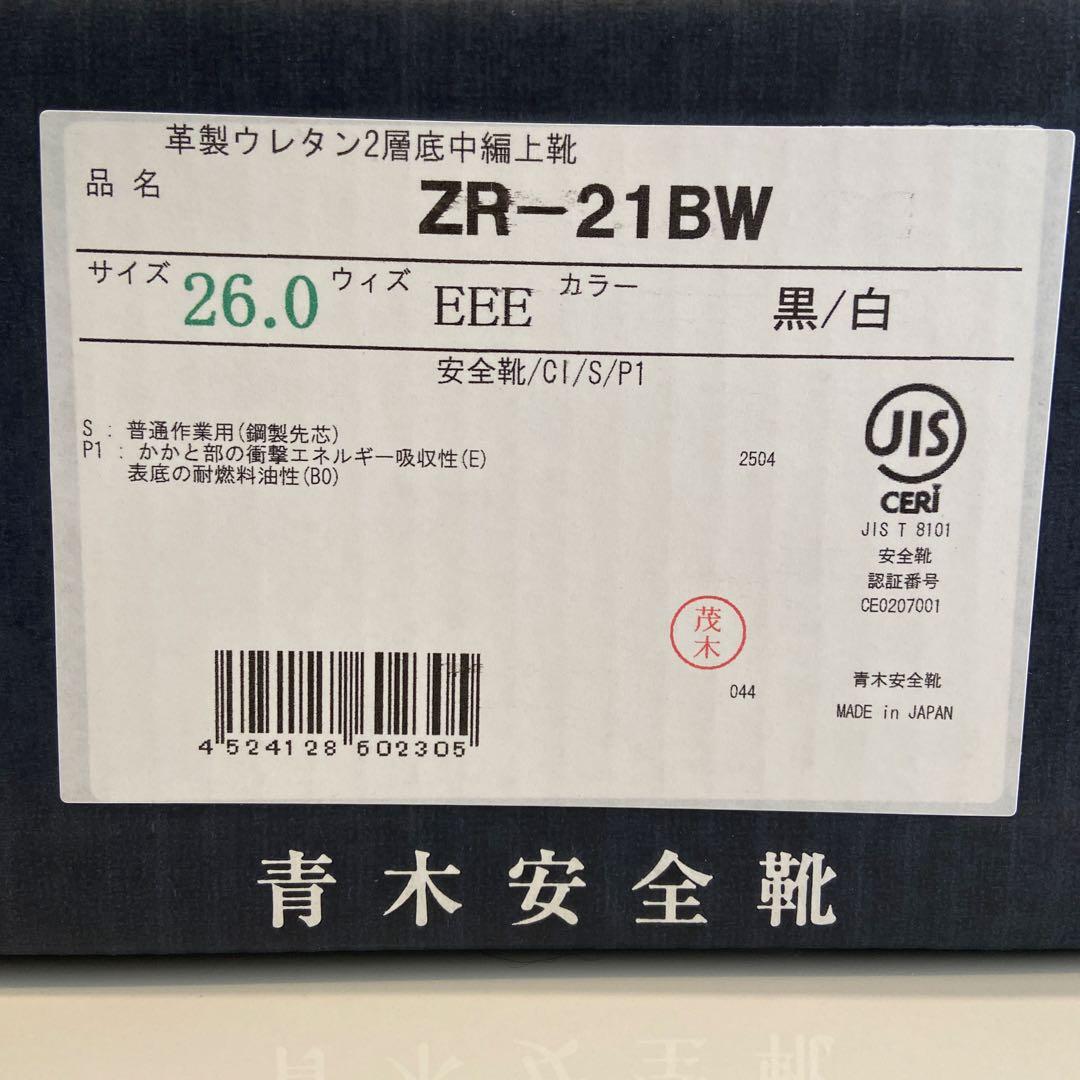 革製ウレタン2層底中編上靴
品名 ZR-21BW
サイズ 26.0 ウィズ EEE カラー 黒/白
安全靴/CI/S/P1
S : 普通作業用(鋼製先芯)
P1 : かかと部の衝撃エネルギー吸収性(E)
表底の耐燃料油性(BO)
2504
JIS
CERI
JIS T 8101
安全靴
認証番号
CE0207001
茂木
044
青木安全靴
MADE in JAPAN
4 524128 502305
青木安全靴